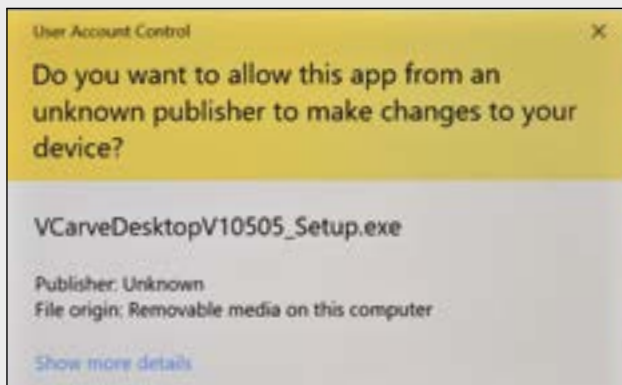 User Account Control
Do you want to allow this app from an
unknown publisher to make changes to your
device?
VCarveDesktopV10505_Setup.exe
Publisher: Unknown
File origin: Removable media on this computer
Show more details